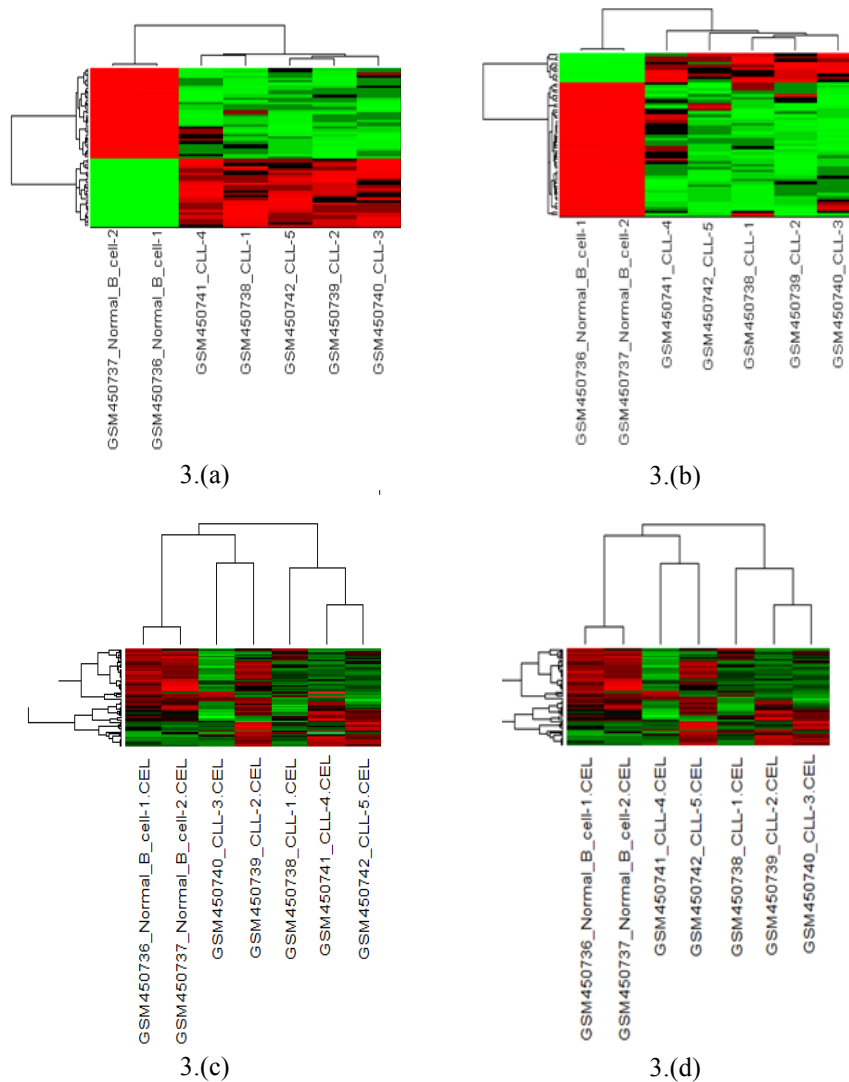 GSM450737_Normal_B_cell-2
GSM450736_Normal_B_cell-1
GSM450741_CLL-4
GSM450738_CLL-1
GSM450742_CLL-5
GSM450739_CLL-2
GSM450740_CLL-3
3.(a)
GSM450736_Normal_B_cell-1
GSM450737_Normal_B_cell-2
GSM450741_CLL-4
GSM450742_CLL-5
GSM450738_CLL-1
GSM450739_CLL-2
GSM450740_CLL-3
3.(b)
GSM450736_Normal_B_cell-1.CEL
GSM450737_Normal_B_cell-2.CEL
GSM450740_CLL-3.CEL
GSM450739_CLL-2.CEL
GSM450738_CLL-1.CEL
GSM450741_CLL-4.CEL
GSM450742_CLL-5.CEL
3.(c)
GSM450736_Normal_B_cell-1.CEL
GSM450737_Normal_B_cell-2.CEL
GSM450741_CLL-4.CEL
GSM450742_CLL-5.CEL
GSM450738_CLL-1.CEL
GSM450739_CLL-2.CEL
GSM450740_CLL-3.CEL
3.(d)